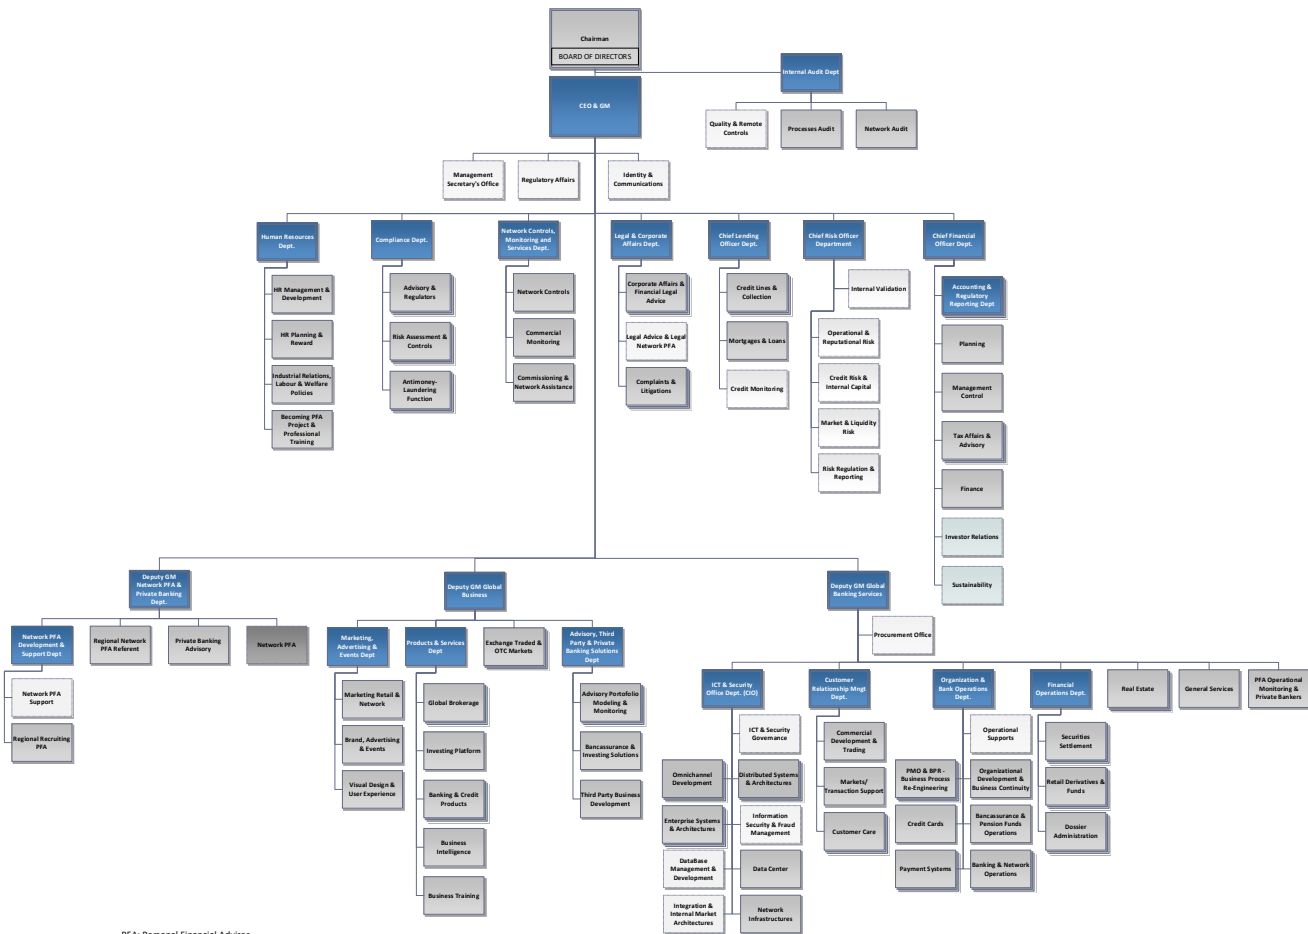 Chairman
BOARD OF DIRECTORS
Internal Audit Dept
CEO & GM
Quality & Remote
Controls
Processes Audit
Network Audit
Management
Secretary's Office
Regulatory Affairs
Identity &
Communications
Human Resources
Dept.
Compliance Dept.
Network Controls,
Monitoring and
Services Dept.
Legal & Corporate
Affairs Dept.
Chief Lending
Officer Dept.
Chief Risk Officer
Department
Chief Financial
Officer Dept.
HR Management &
Development
HR Planning &
Reward
Industrial Relations,
Labour & Welfare
Policies
Becoming PFA
Project &
Professional
Training
Advisory &
Regulators
Risk Assessment &
Controls
Antimoney-
Laundering
Function
Network Controls
Commercial
Monitoring
Commissioning &
Network Assistance
Corporate Affairs &
Financial Legal
Advice
Legal Advice & Legal
Network PFA
Complaints &
Litigations
Credit Lines &
Collection
Mortgages & Loans
Credit Monitoring
Internal Validation
Operational &
Reputational Risk
Credit Risk &
Internal Capital
Market & Liquidity
Risk
Risk Regulation &
Reporting
Accounting &
Regulatory
Reporting Dept
Planning
Management
Control
Tax Affairs &
Advisory
Finance
Investor Relations
Sustainability
Deputy GM
Network PFA &
Private Banking
Dept.
Deputy GM Global
Business
Deputy GM Global
Banking Services
Procurement Office
Network PFA
Development &
Support Dept
Regional Network
PFA Referent
Private Banking
Advisory
Network PFA
Network PFA
Support
Regional Recruiting
PFA
Marketing,
Advertising &
Events Dept
Products & Services
Dept
Exchange Traded &
OTC Markets
Advisory, Third
Party & Private
Banking Solutions
Dept
Marketing Retail &
Network
Brand, Advertising
& Events
Visual Design &
User Experience
Global Brokerage
Investing Platform
Banking & Credit
Products
Business
Intelligence
Business Training
Advisory Portofolio
Modeling &
Monitoring
Bancassurance &
Investing Solutions
Third Party Business
Development
ICT & Security
Office Dept. (CIO)
Customer
Relationship Mngt
Dept.
Organization &
Bank Operations
Dept.
Financial
Operations Dept.
Real Estate
General Services
PFA Operational
Monitoring &
Private Bankers
ICT & Security
Governance
Omnichannel
Development
Distributed Systems
& Architectures
Enterprise Systems
& Architectures
Information
Security & Fraud
Management
DataBase
Management &
Development
Data Center
Integration &
Internal Market
Architectures
Network
Infrastructures
Commercial
Development &
Trading
Markets/
Transaction Support
Customer Care
Operational
Supports
PMO & BPR -
Business Process
Re-Engineering
Organizational
Development &
Business Continuity
Credit Cards
Bancassurance &
Pension Funds
Operations
Payment Systems
Banking & Network
Operations
Securities
Settlement
Retail Derivatives &
Funds
Dossier
Administration
PFA: Personal Financial Advisor